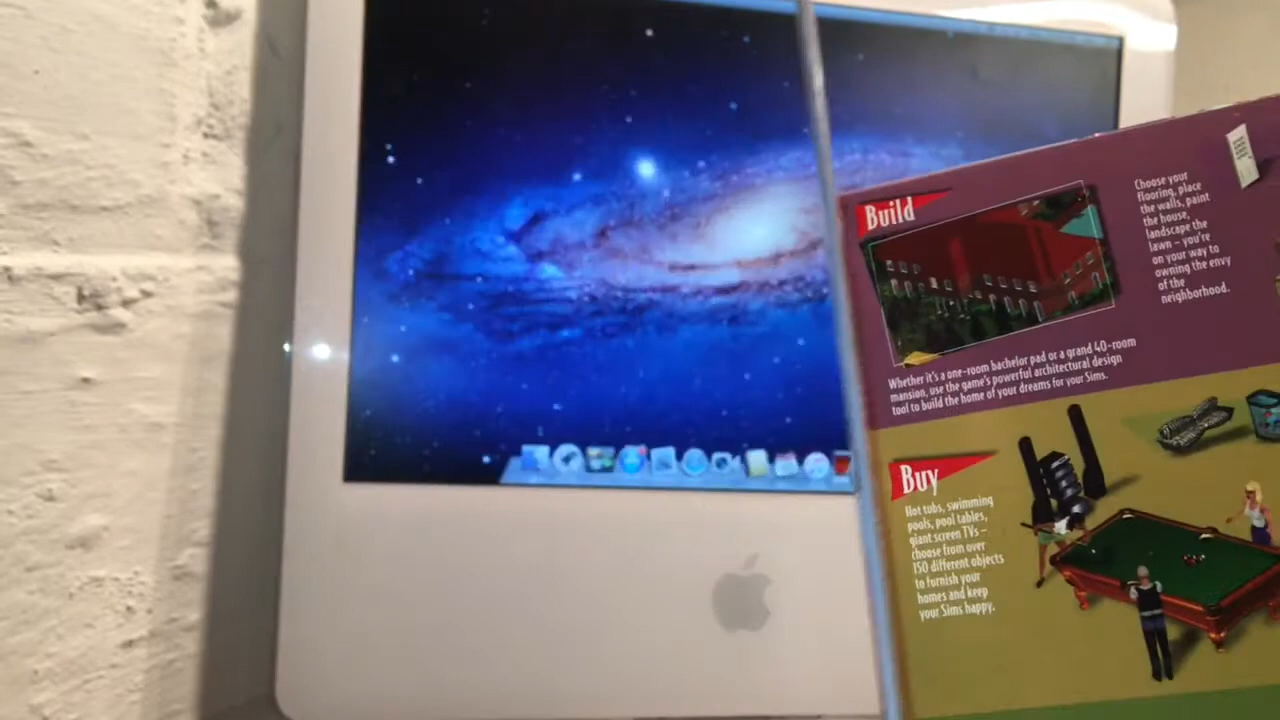 Build
Choose your
flooring, place
the walls, paint
the house,
landscape the
lawn – you're
on your way to
owning the envy
of the
neighborhood.
Whether it's a one-room bachelor pad or a grand 40-room
mansion, use the game's powerful architectural design
tool to build the home of your dreams for your Sims.
Buy
Hot tubs, swimming
pools, pool tables,
giant screen TVs –
choose from over
150 different objects
to furnish your
homes and keep
your Sims happy.